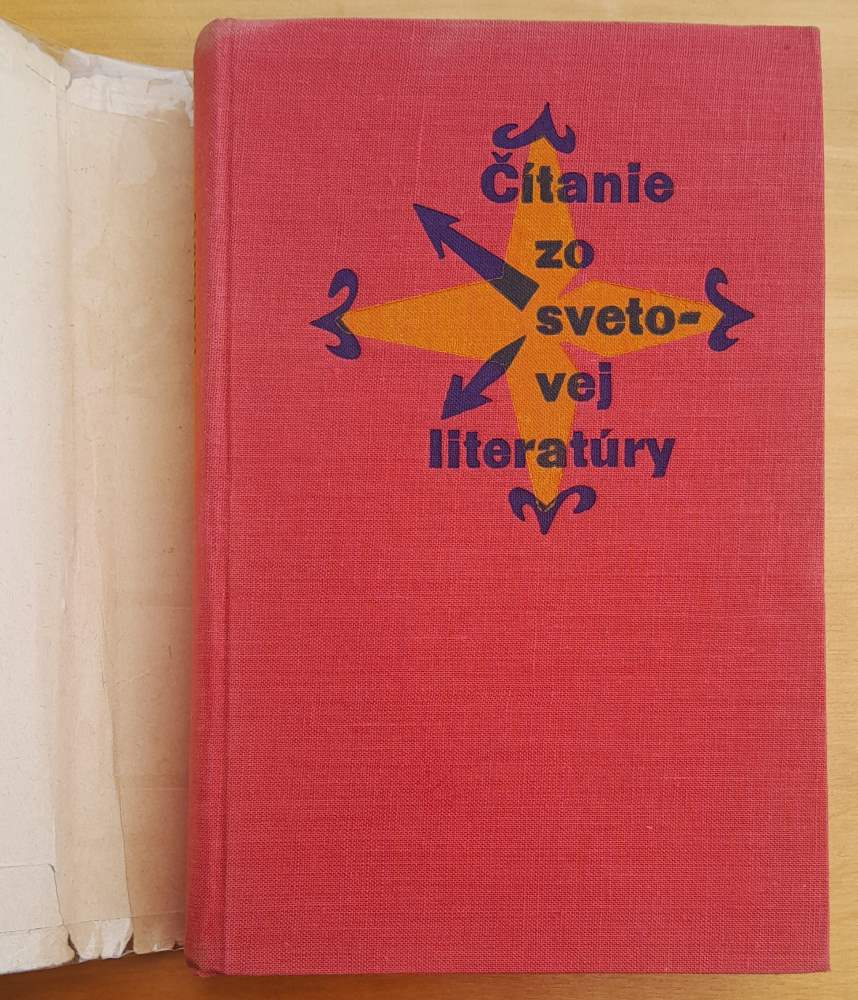 Čítanie
zo
sveto-
vej
literatúry